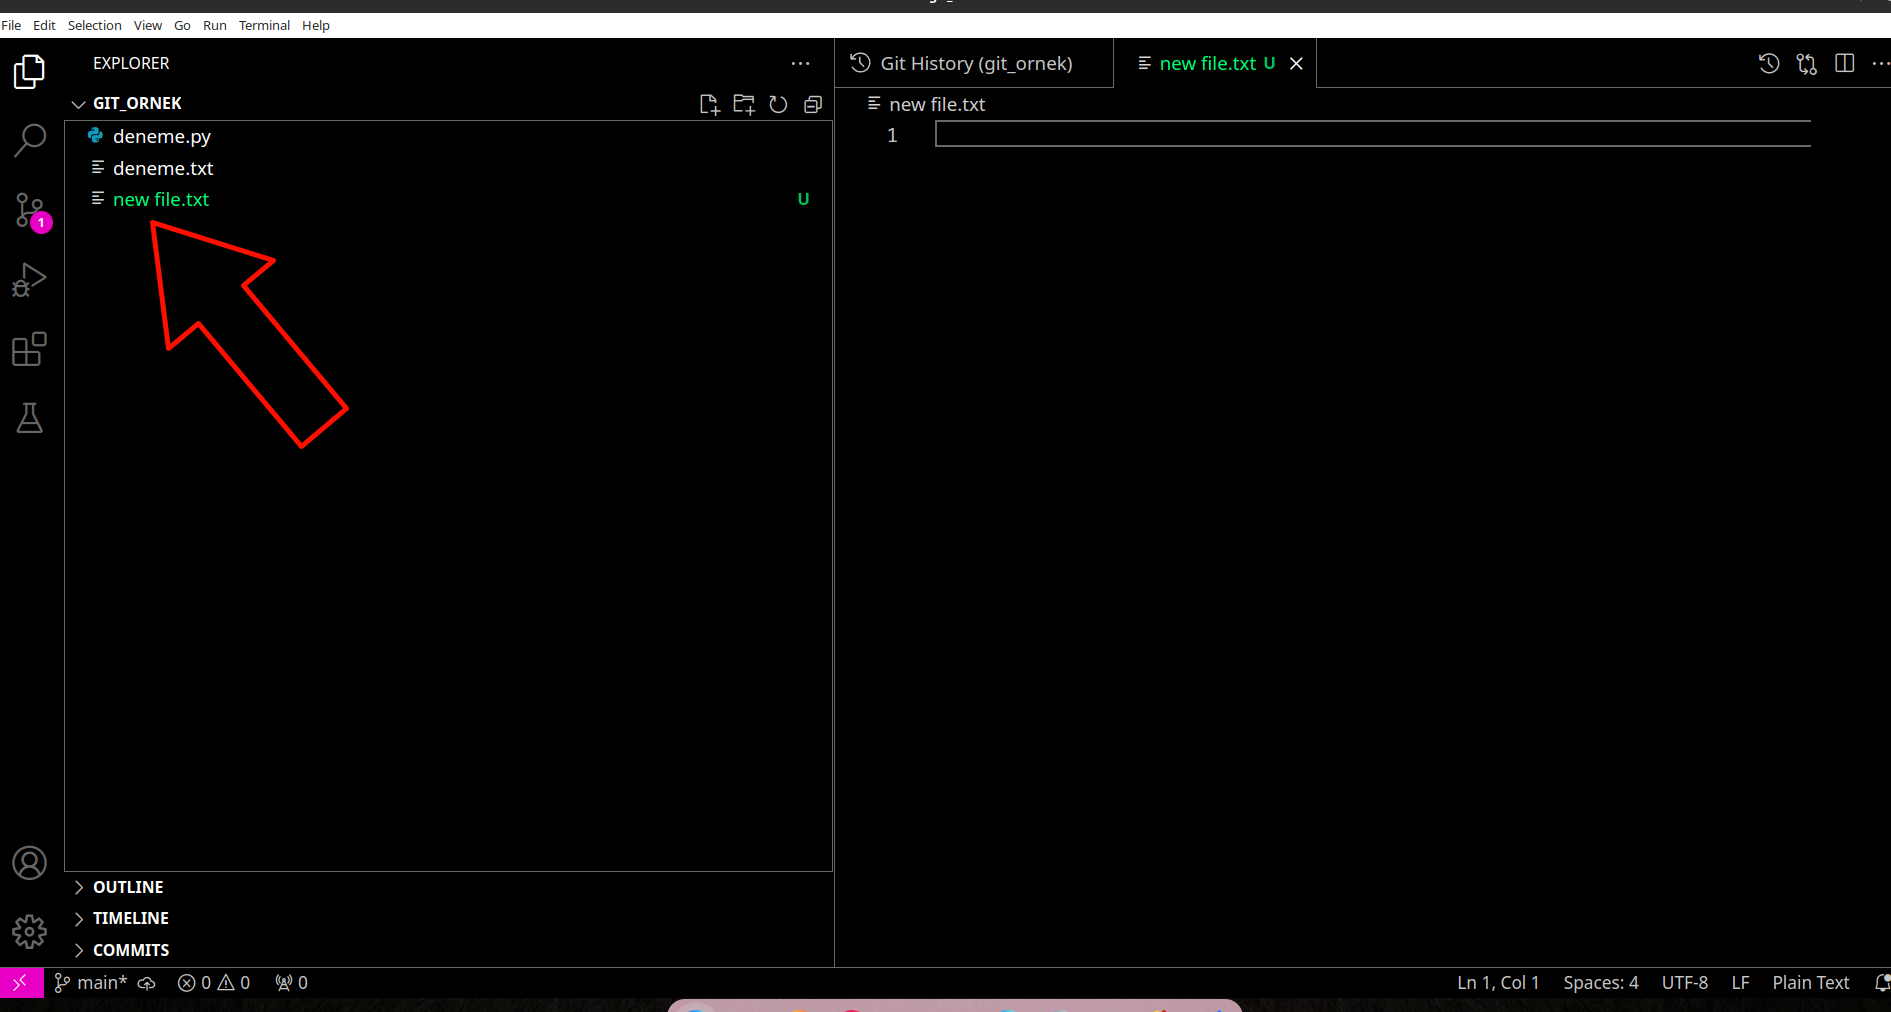 File Edit Selection View Go Run Terminal Help
EXPLORER
GIT_ORNEK
deneme.py
deneme.txt
new file.txt U
1
OUTLINE
TIMELINE
COMMITS
Git History (git_ornek)
new file.txt U
new file.txt
1
main* 0 0 0
Ln 1, Col 1 Spaces: 4 UTF-8 LF Plain Text